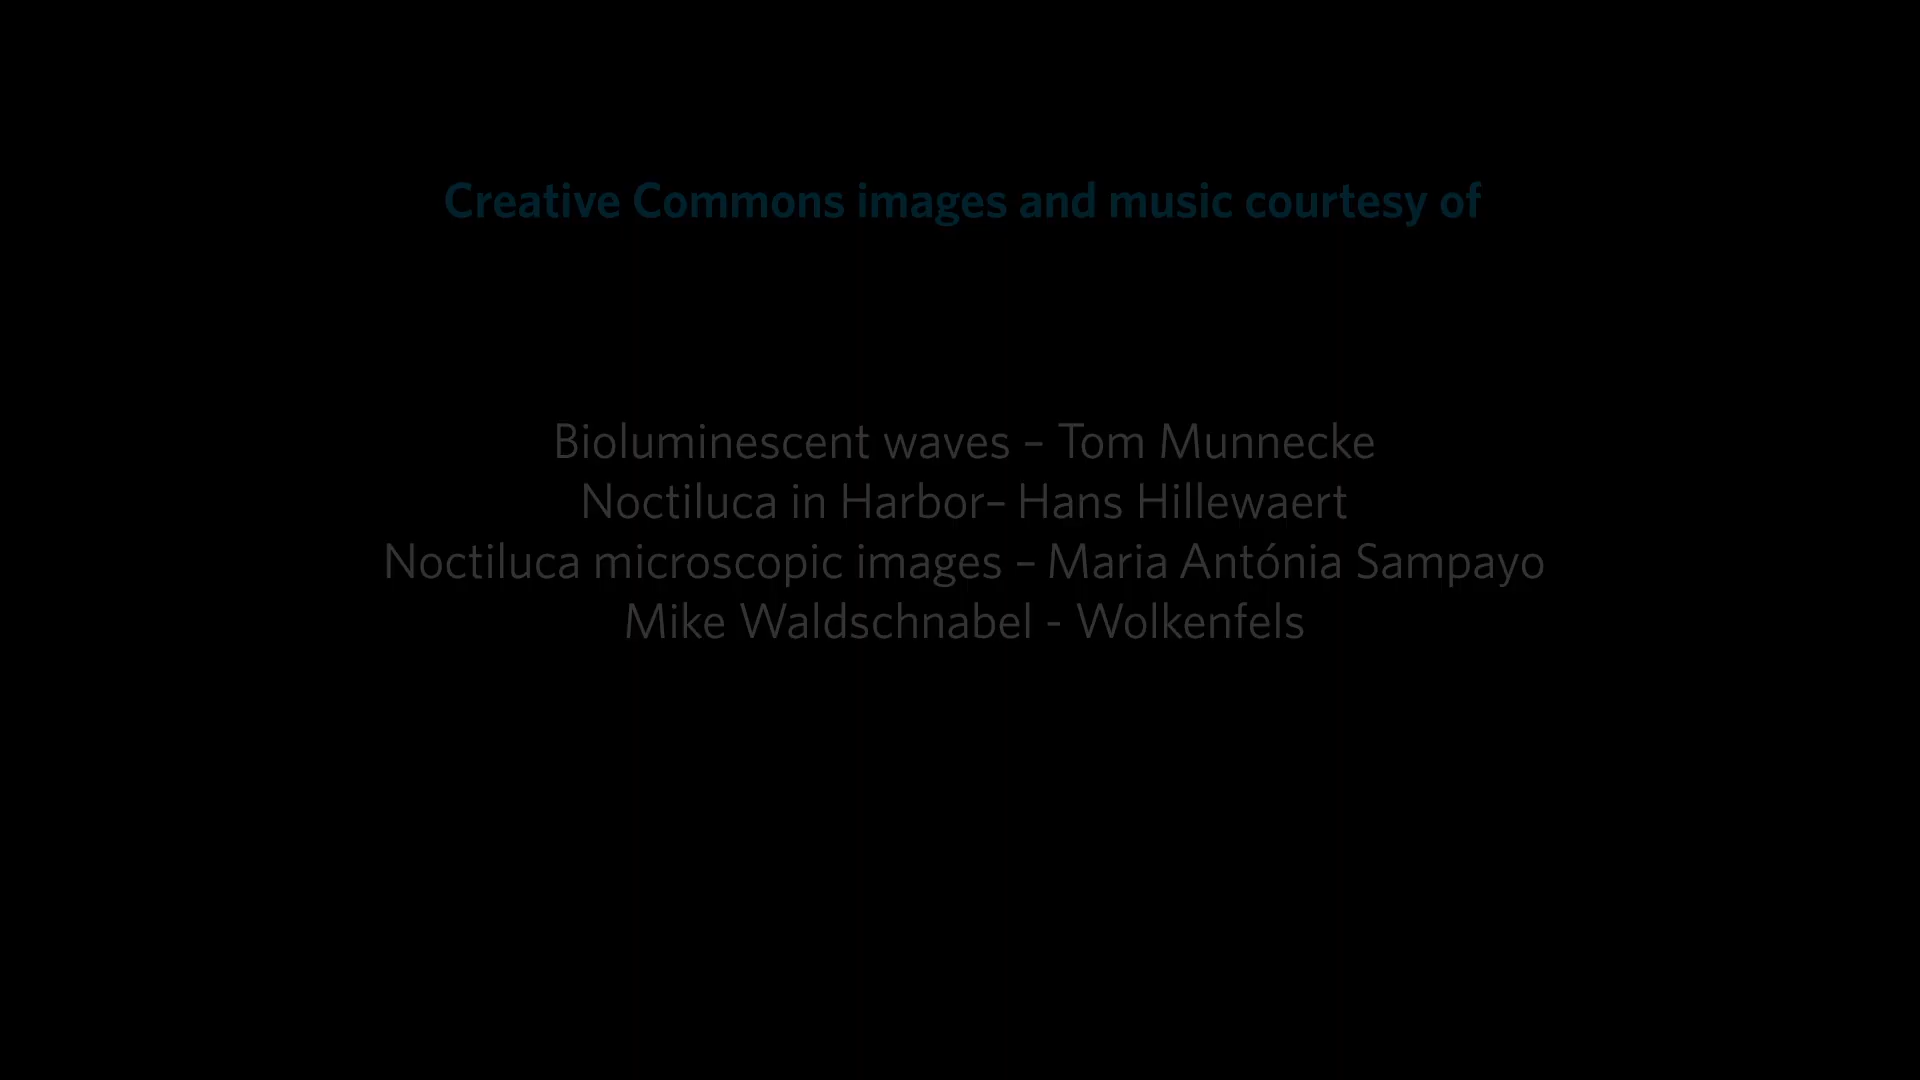 Creative Commons images and music courtesy of
Bioluminescent waves – Tom Munnecke
Noctiluca in Harbor– Hans Hillewaert
Noctiluca microscopic images – Maria Antónia Sampayo
Mike Waldschnabel - Wolkenfels